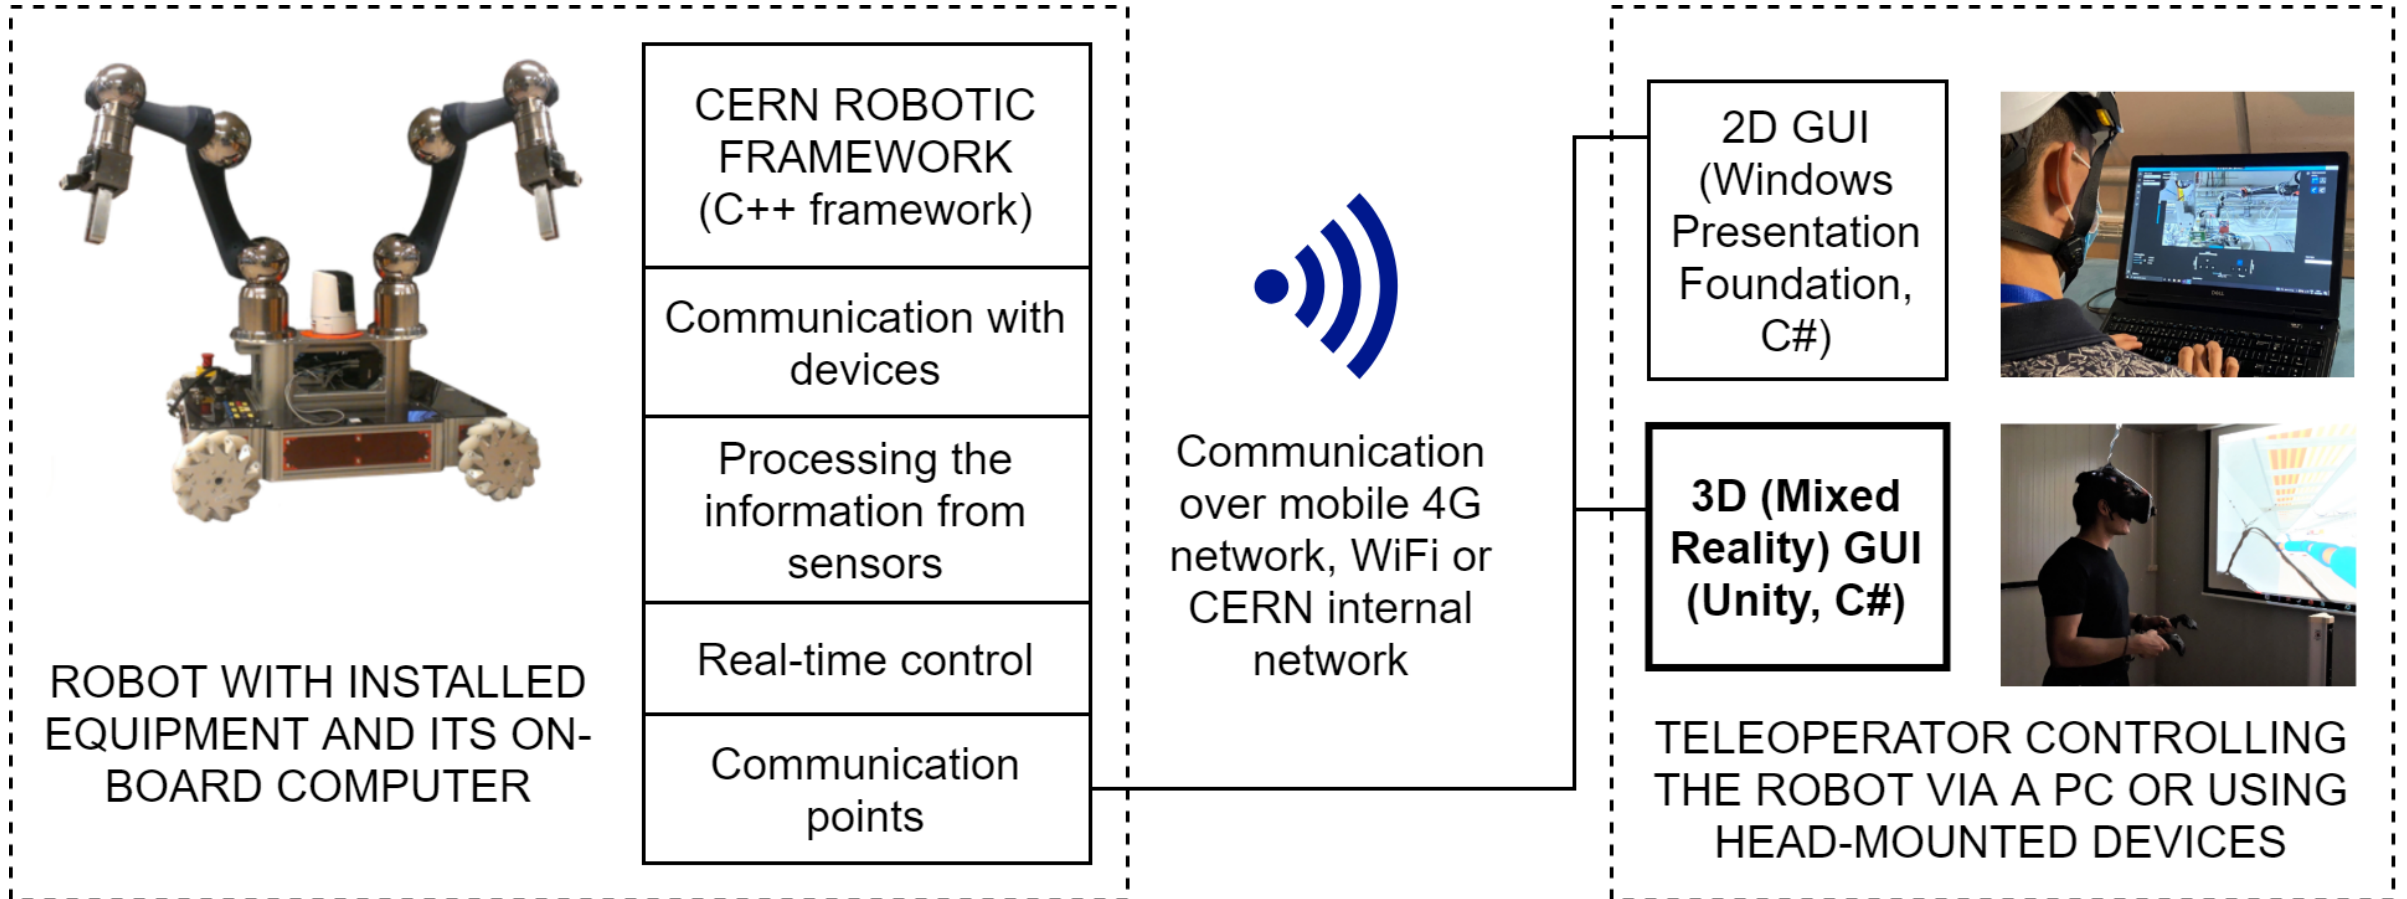 CERN ROBOTIC
FRAMEWORK
(C++ framework)
Communication with
devices
Processing the
information from
sensors
Real-time control
Communication
points
ROBOT WITH INSTALLED
EQUIPMENT AND ITS ON-
BOARD COMPUTER
Communication
over mobile 4G
network, WiFi or
CERN internal
network
2D GUI
(Windows
Presentation
Foundation,
C#)
3D (Mixed
Reality) GUI
(Unity, C#)
TELEOPERATOR CONTROLLING
THE ROBOT VIA A PC OR USING
HEAD-MOUNTED DEVICES
DELL